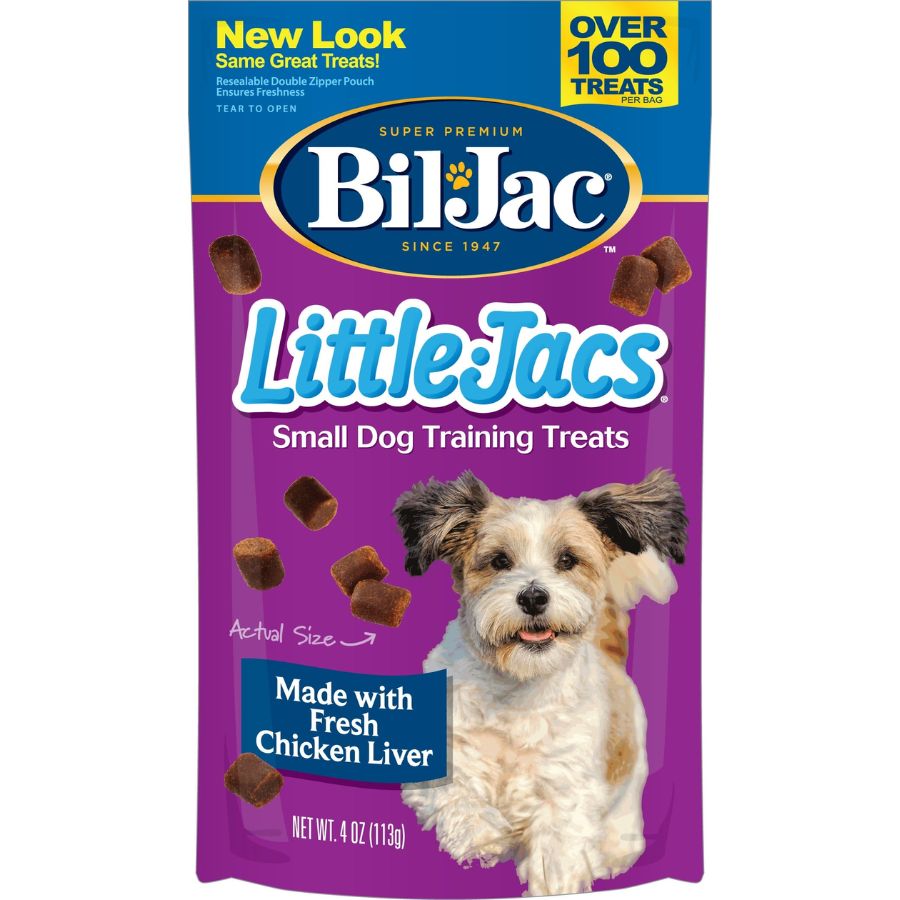 New Look
Same Great Treats!
Resealable Double Zipper Pouch
Ensures Freshness
TEAR TO OPEN
OVER
100
TREATS
PER BAG
SUPER PREMIUM
Bil Jac®
SINCE 1947
™
Little·Jacs®
Small Dog Training Treats
Actual Size
Made with
Fresh
Chicken Liver
NET WT. 4 OZ (113g)